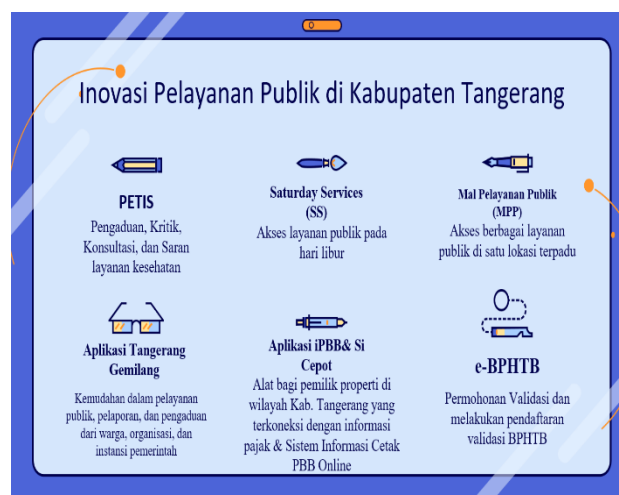 Inovasi Pelayanan Publik di Kabupaten Tangerang
PETIS
Pengaduan, Kritik,
Konsultasi, dan Saran
layanan kesehatan
Saturday Services
(SS)
Akses layanan publik pada
hari libur
Mal Pelayanan Publik
(MPP)
Akses berbagai layanan
publik di satu lokasi terpadu
Aplikasi Tangerang
Gemilang
Kemudahan dalam pelayanan
publik, pelaporan, dan pengaduan
dari warga, organisasi, dan
instansi pemerintah
Aplikasi iPBB& Si
Cepot
Alat bagi pemilik properti di
wilayah Kab. Tangerang yang
terkoneksi dengan informasi
pajak & Sistem Informasi Cetak
PBB Online
e-BPHTB
Permohonan Validasi dan
melakukan pendaftaran
validasi BPHTB